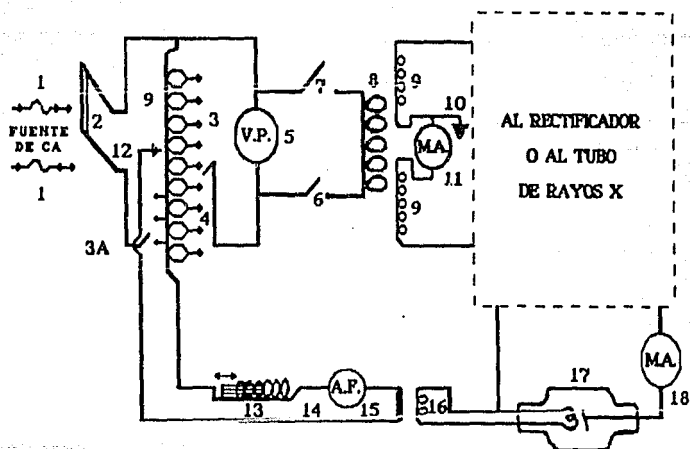 1
FUENTE
DE CA
1
2
12
3A
9
3
4
V.P.
5
7
6
8
9
10
M.A.
11
9
AL RECTIFICADOR
O AL TUBO
DE RAYOS X
13
14
A.F.
15
16
17
M.A.
18